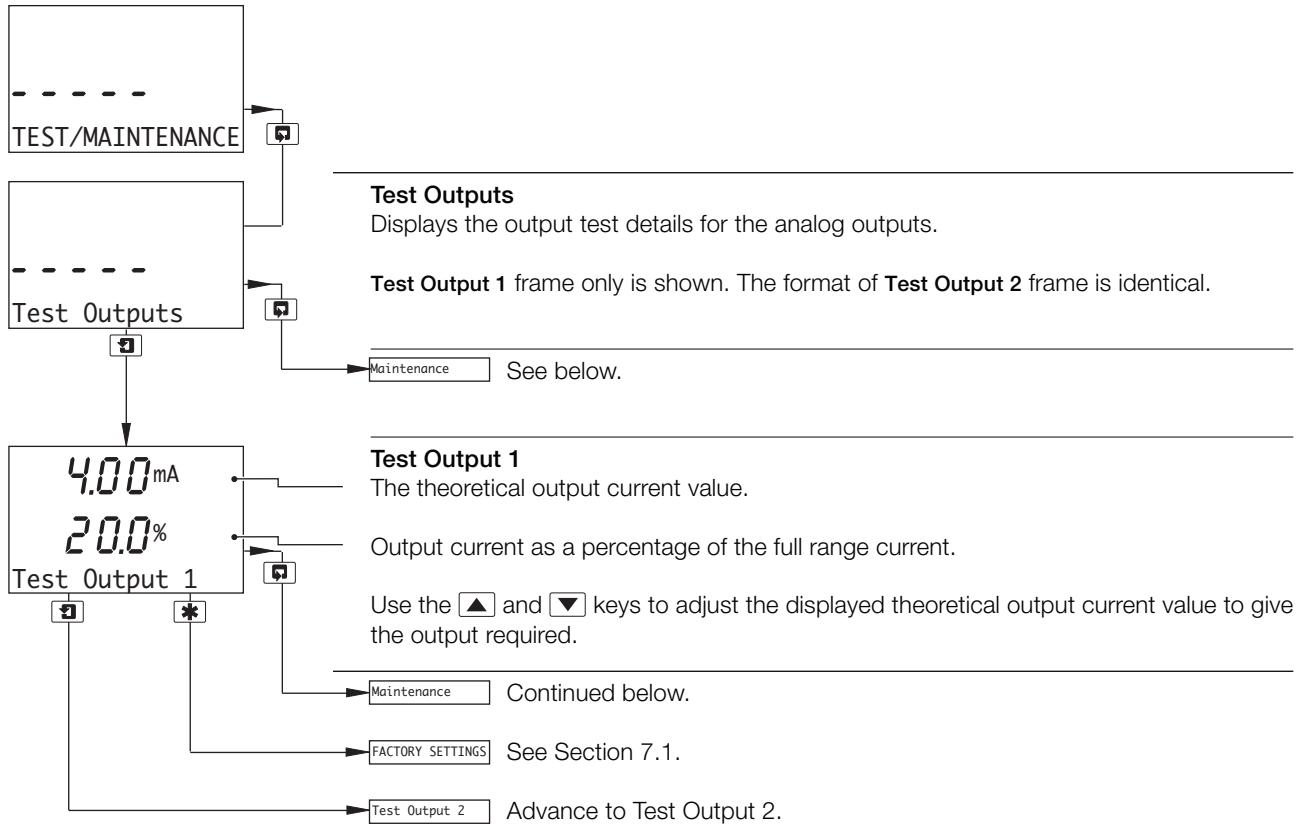 - - - - -
TEST/MAINTENANCE
- - - - -
Test Outputs
Test Outputs
Displays the output test details for the analog outputs.
Test Output 1 frame only is shown. The format of Test Output 2 frame is identical.
Maintenance See below.
4.00 mA
20.0 %
Test Output 1
Test Output 1
The theoretical output current value.
Output current as a percentage of the full range current.
Use the ▲ and ▼ keys to adjust the displayed theoretical output current value to give
the output required.
Maintenance Continued below.
FACTORY SETTINGS See Section 7.1.
Test Output 2 Advance to Test Output 2.